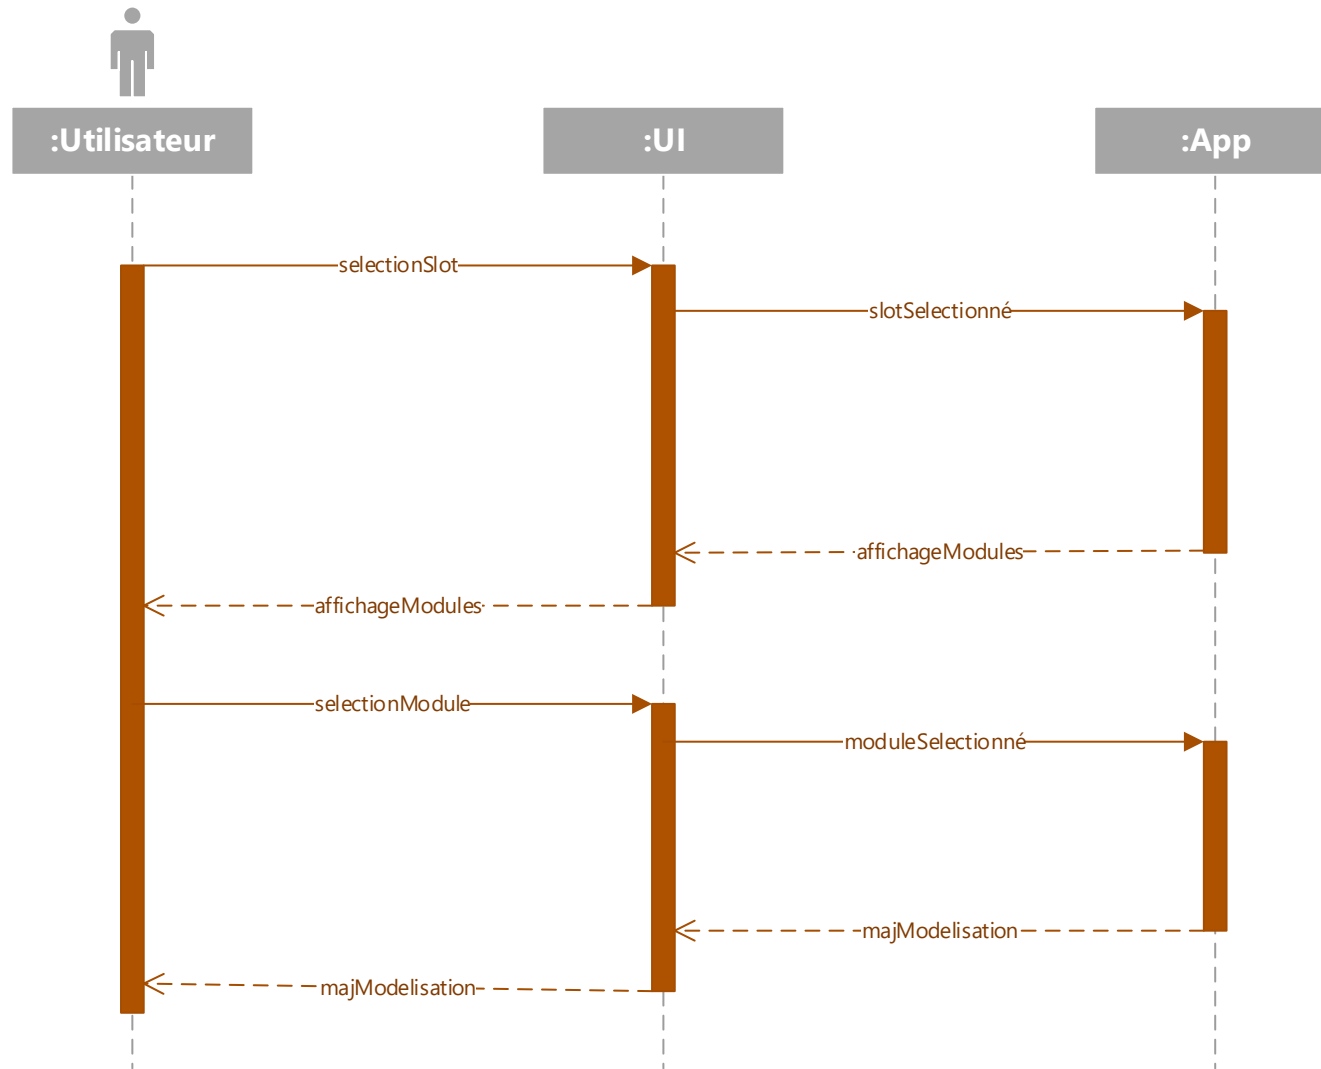 :Utilisateur
:UI
:App
selectionSlot
slotSelectionné
affichageModules
affichageModules
selectionModule
moduleSelectionné
majModelisation
majModelisation